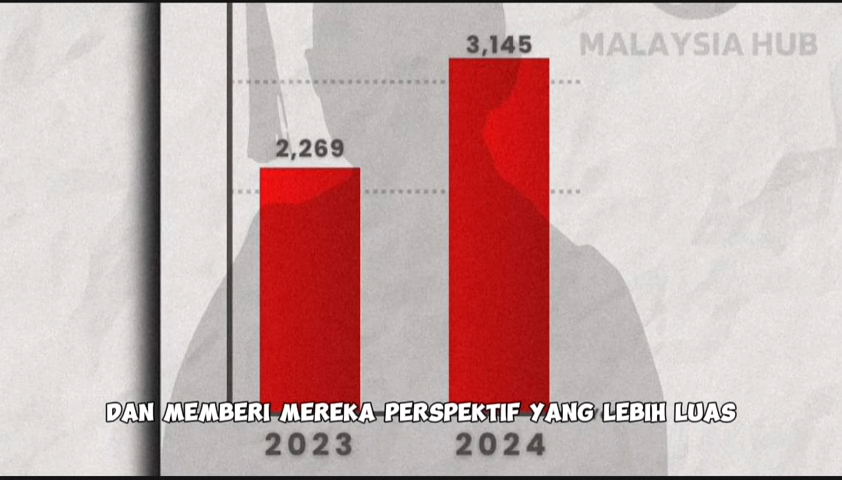 3,145
MALAYSIA HUB
2,269
DAN MEMBERI MEREKA PERSPEKTIF YANG LEBIH LUAS
2023 2024